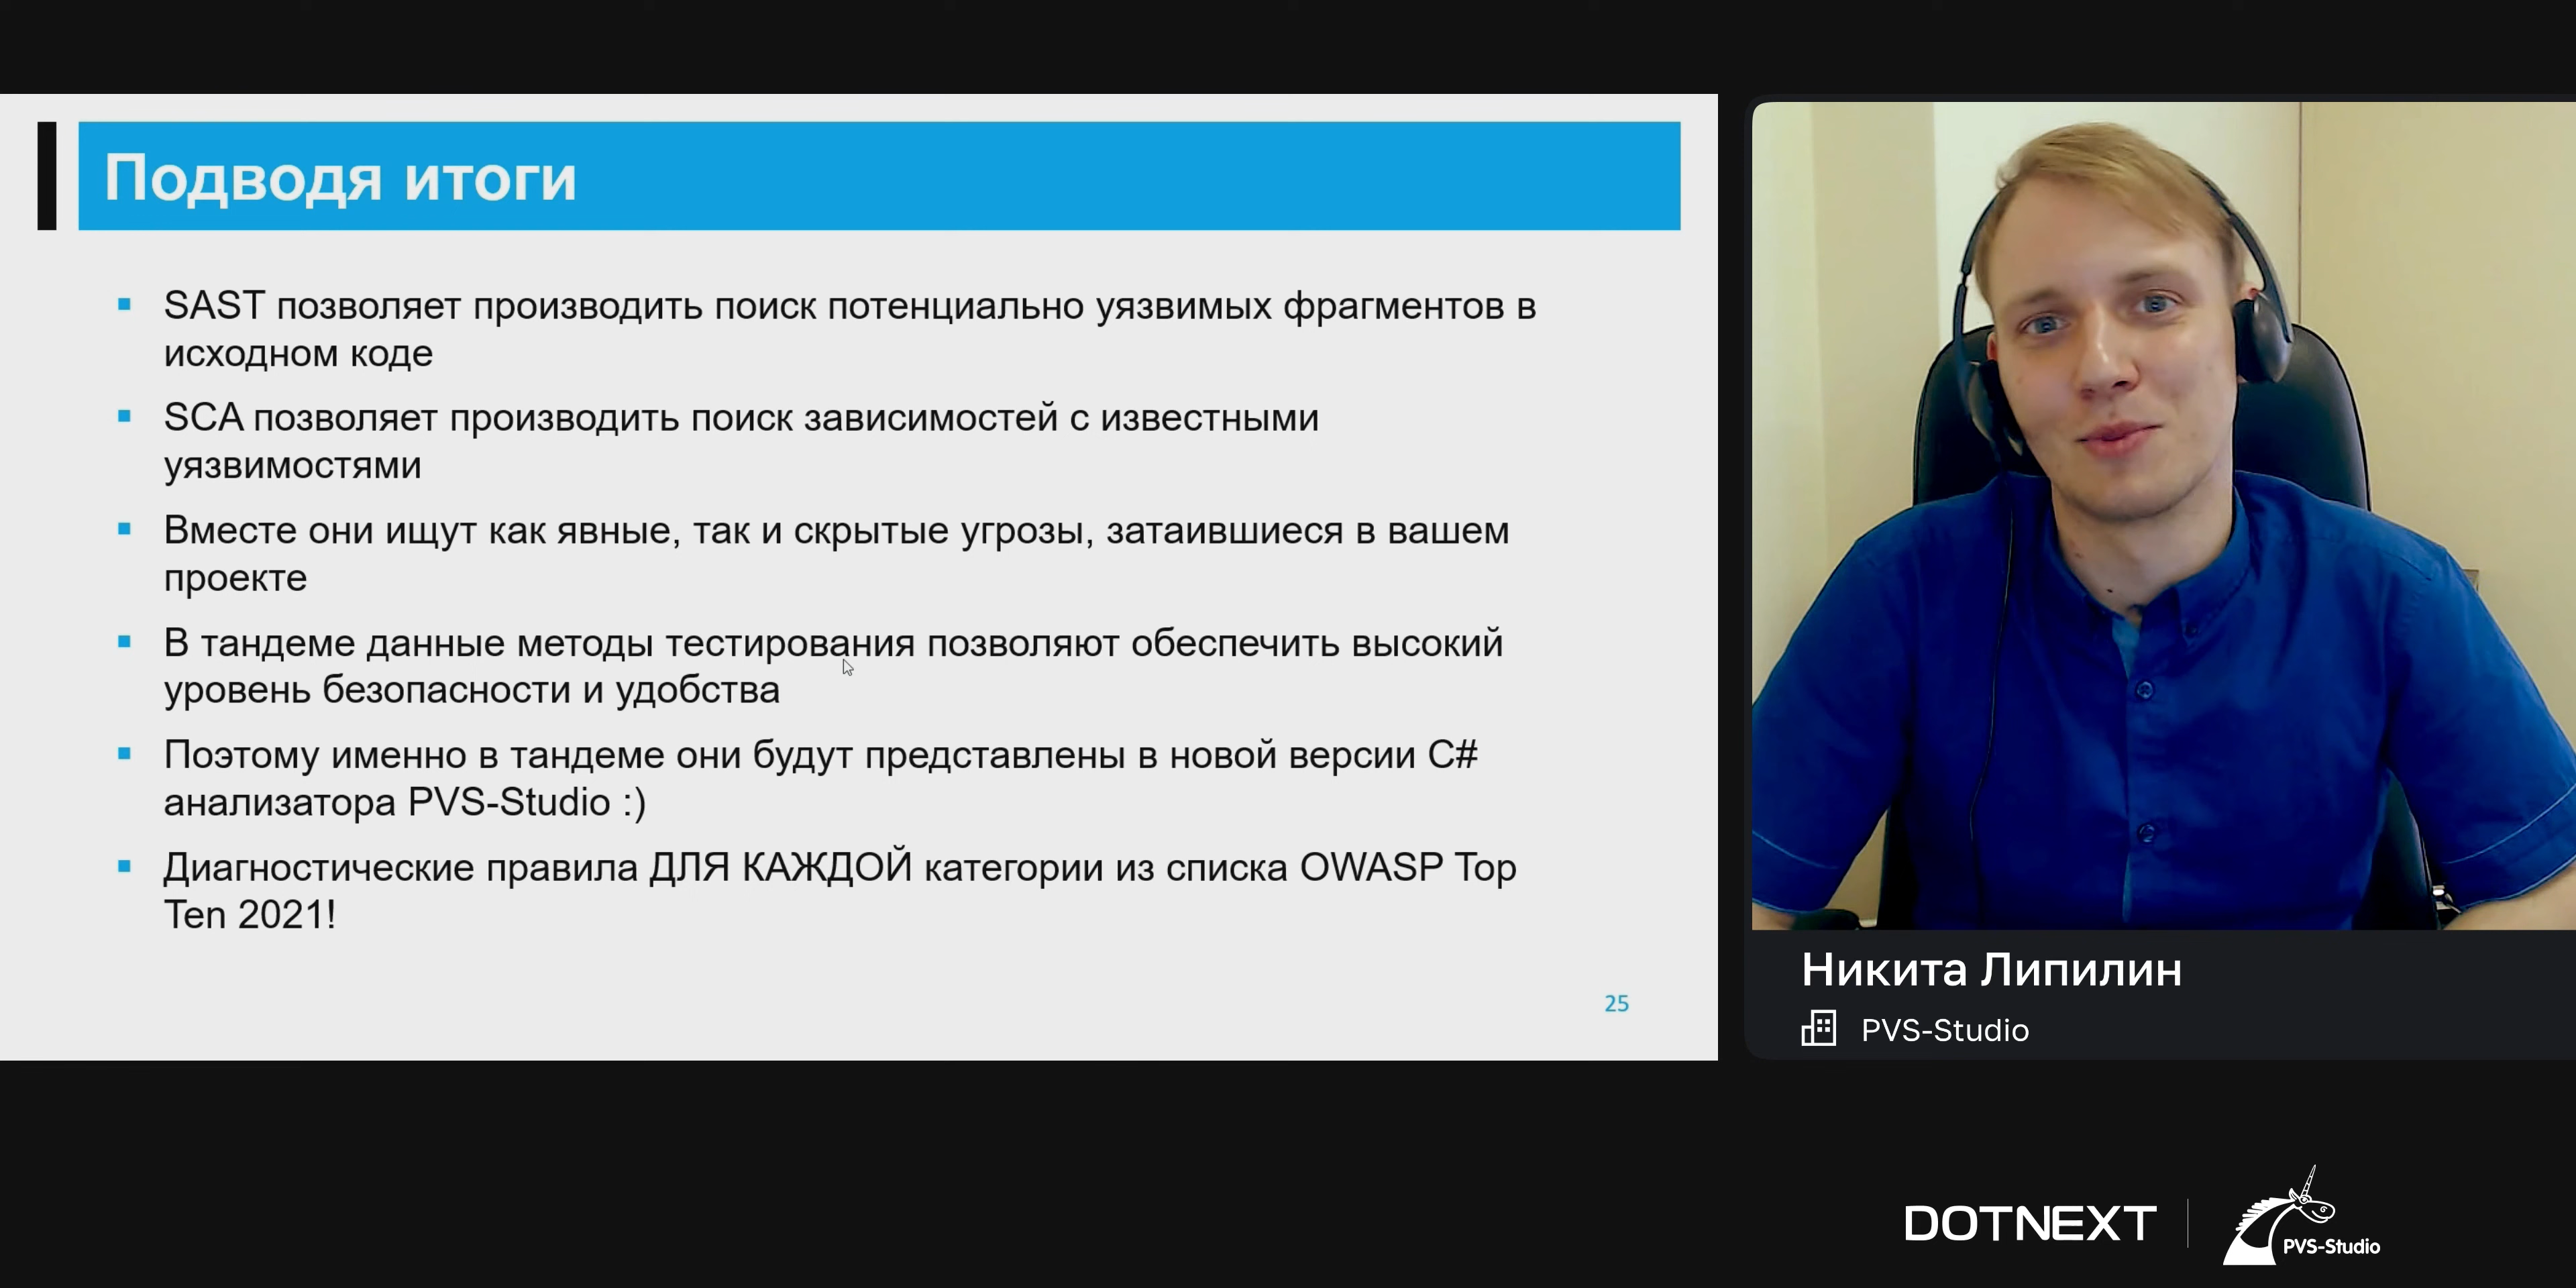 Подводя итоги
SAST позволяет производить поиск потенциально уязвимых фрагментов в
исходном коде
SCA позволяет производить поиск зависимостей с известными
уязвимостями
Вместе они ищут как явные, так и скрытые угрозы, затаившиеся в вашем
проекте
В тандеме данные методы тестирования позволяют обеспечить высокий
уровень безопасности и удобства
Поэтому именно в тандеме они будут представлены в новой версии C#
анализатора PVS-Studio :)
Диагностические правила ДЛЯ КАЖДОЙ категории из списка OWASP Top
Ten 2021!
25
Никита Липилин
PVS-Studio
DOTNEXT
PVS-Studio